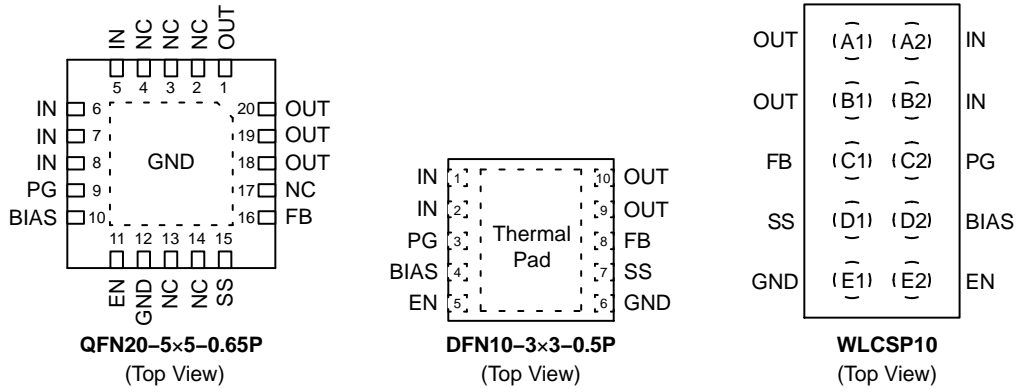 IN NC NC NC OUT
5 4 3 2 1
IN 6 20 OUT
IN 7 19 OUT
IN 8 GND 18 OUT
PG 9 17 NC
BIAS 10 16 FB
11 12 13 14 15
EN GND NC NC SS
QFN20–5×5–0.65P
(Top View)
IN 1 10 OUT
IN 2 9 OUT
PG 3 Thermal 8 FB
BIAS 4 Pad 7 SS
EN 5 6 GND
DFN10–3×3–0.5P
(Top View)
OUT A1 A2 IN
OUT B1 B2 IN
FB C1 C2 PG
SS D1 D2 BIAS
GND E1 E2 EN
WLCSP10
(Top View)